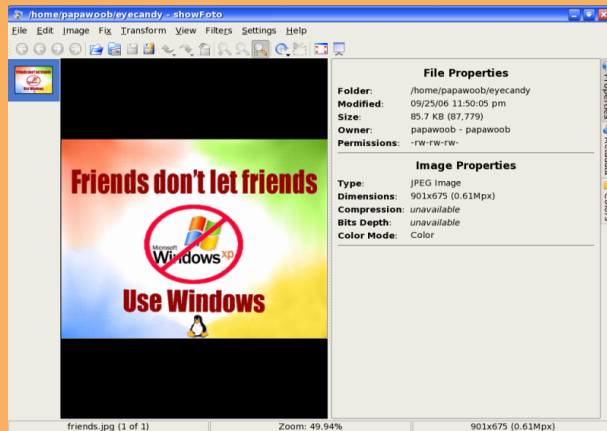 /home/papawoob/eyecandy - showFoto
File Edit Image Fix Transform View Filters Settings Help
File Properties
Folder: /home/papawoob/eyecandy
Modified: 09/25/06 11:50:05 pm
Size: 85.7 KB (87,779)
Owner: papawoob - papawoob
Permissions: -rw-rw-rw-
Image Properties
Type: JPEG Image
Dimensions: 901x675 (0.61Mpx)
Compression: unavailable
Bits Depth: unavailable
Color Mode: Color
Friends don't let friends
Microsoft
Windows xp
Use Windows
Properties
Metadata
Colors
friends.jpg (1 of 1)
Zoom: 49.94%
901x675 (0.61Mpx)